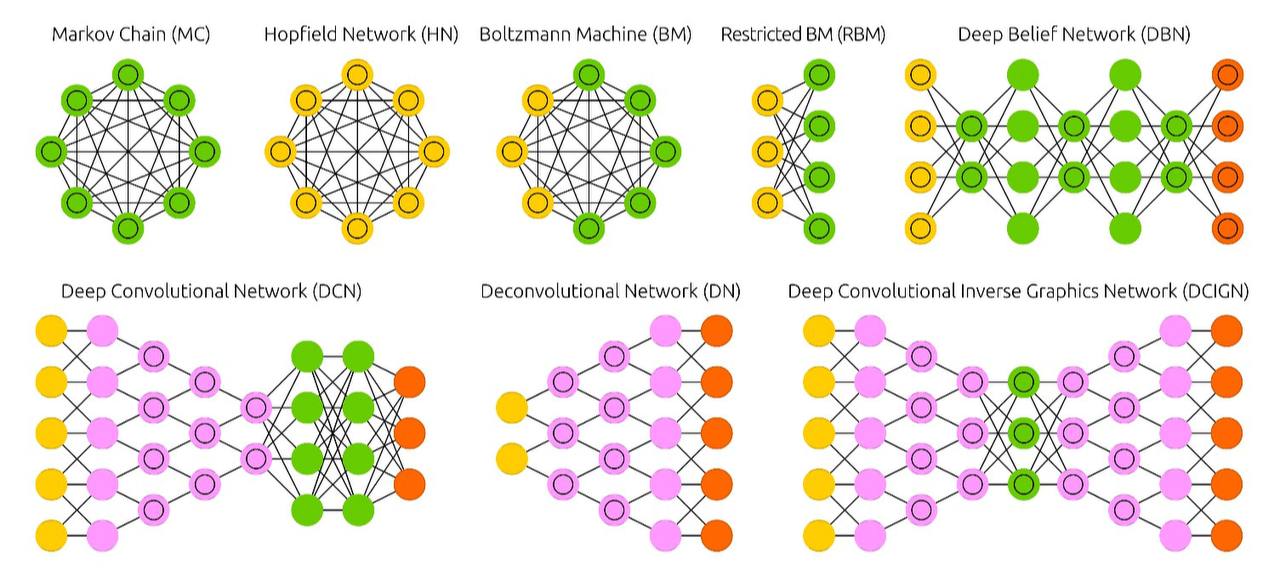 Markov Chain (MC)
Hopfield Network (HN)
Boltzmann Machine (BM)
Restricted BM (RBM)
Deep Belief Network (DBN)
Deep Convolutional Network (DCN)
Deconvolutional Network (DN)
Deep Convolutional Inverse Graphics Network (DCIGN)